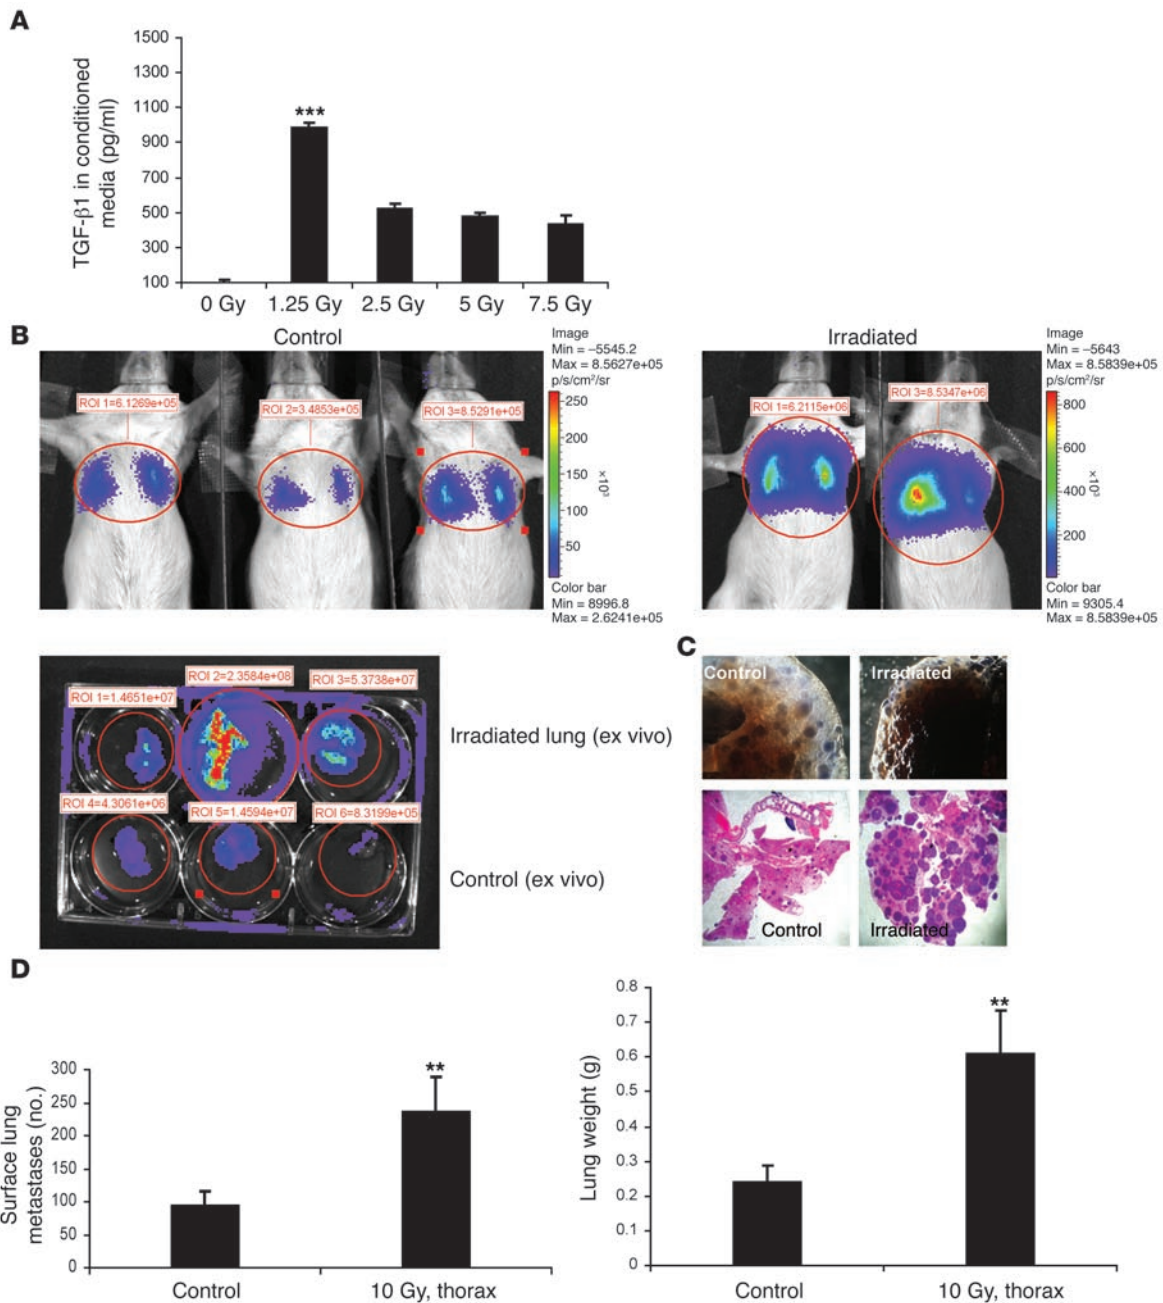 A
1500
1300
1100
900
700
500
300
100
TGF-β1 in conditioned
media (pg/ml)
***
0 Gy
1.25 Gy
2.5 Gy
5 Gy
7.5 Gy
B
Control
ROI 1=6.1269e+05
ROI 2=3.4853e+05
ROI 3=8.5291e+05
Image
Min = –5545.2
Max = 8.5627e+05
p/s/cm²/sr
250
200
150
100
50
×10³
Color bar
Min = 8996.8
Max = 2.6241e+05
Irradiated
ROI 1=6.2115e+06
ROI 3=8.5347e+06
Image
Min = –5643
Max = 8.5839e+05
p/s/cm²/sr
800
600
400
200
×10³
Color bar
Min = 9305.4
Max = 8.5839e+05
ROI 1=1.4651e+07
ROI 2=2.3584e+08
ROI 3=5.3738e+07
Irradiated lung (ex vivo)
ROI 4=4.3061e+06
ROI 5=1.4594e+07
ROI 6=8.3199e+05
Control (ex vivo)
C
Control
Irradiated
Control
Irradiated
D
300
250
200
150
100
50
0
Surface lung
metastases (no.)
**
Control
10 Gy, thorax
0.8
0.7
0.6
0.5
0.4
0.3
0.2
0.1
0
Lung weight (g)
**
Control
10 Gy, thorax